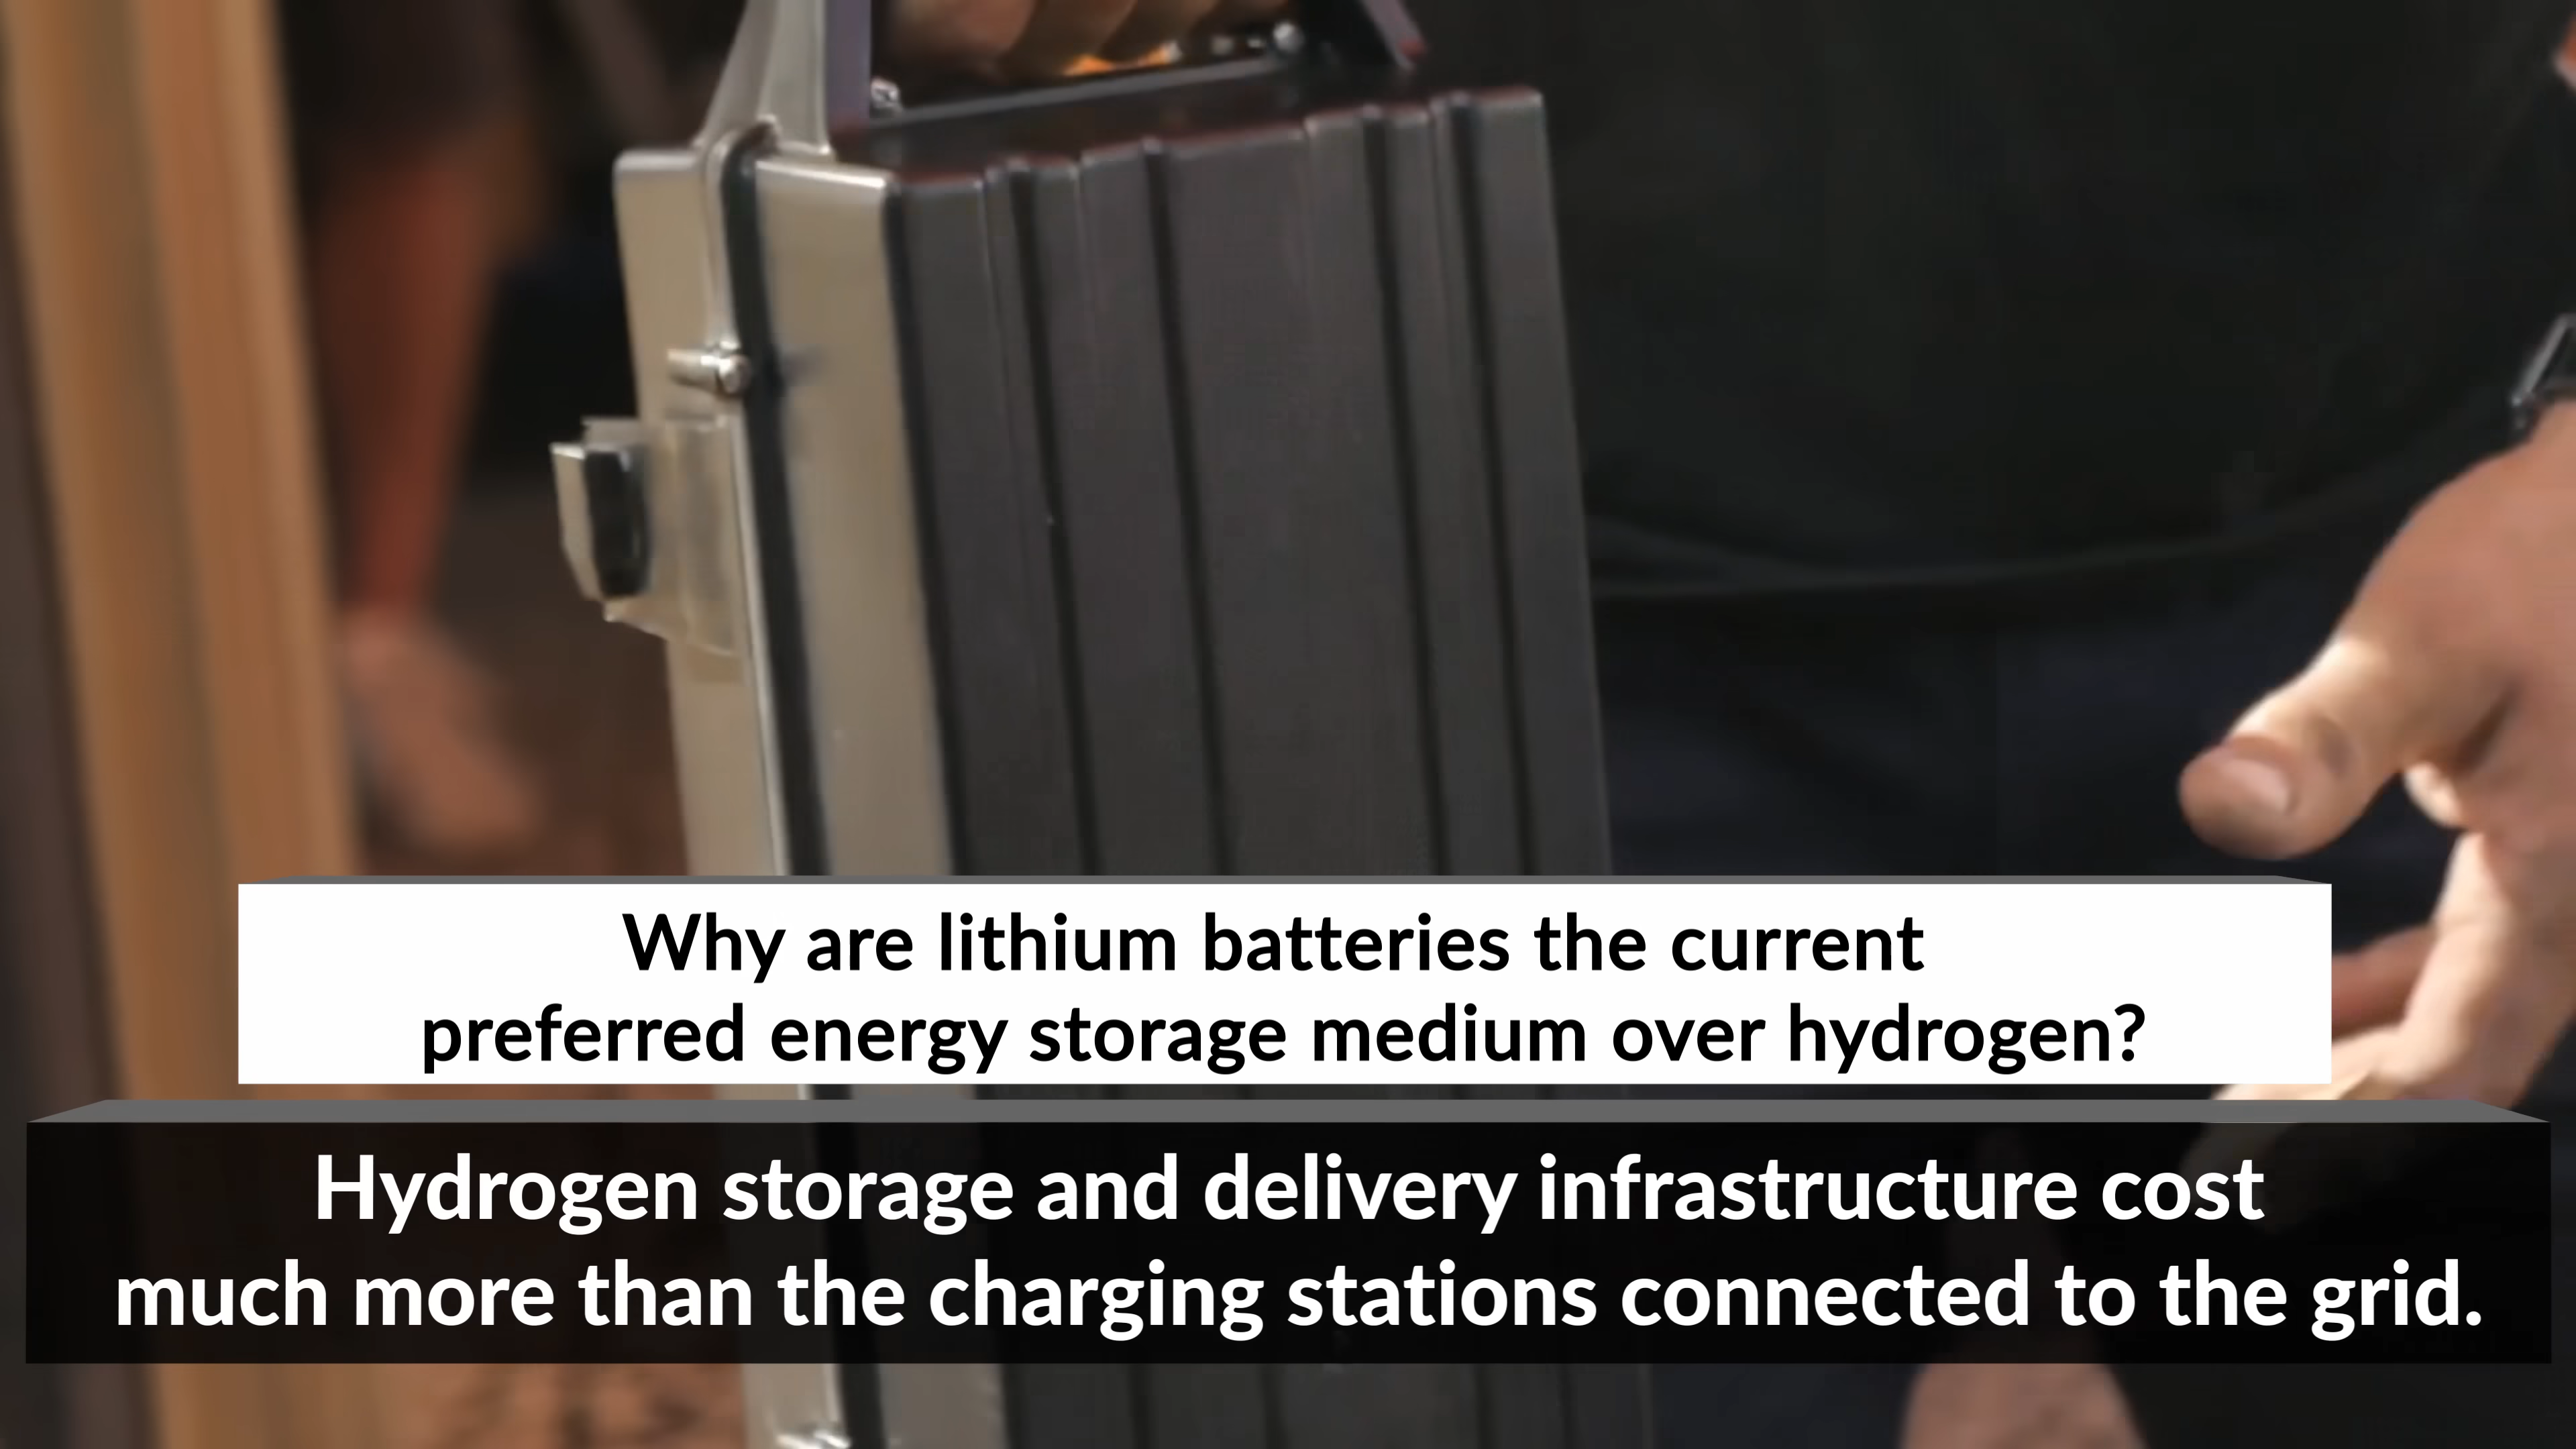 Why are lithium batteries the current
preferred energy storage medium over hydrogen?
Hydrogen storage and delivery infrastructure cost
much more than the charging stations connected to the grid.